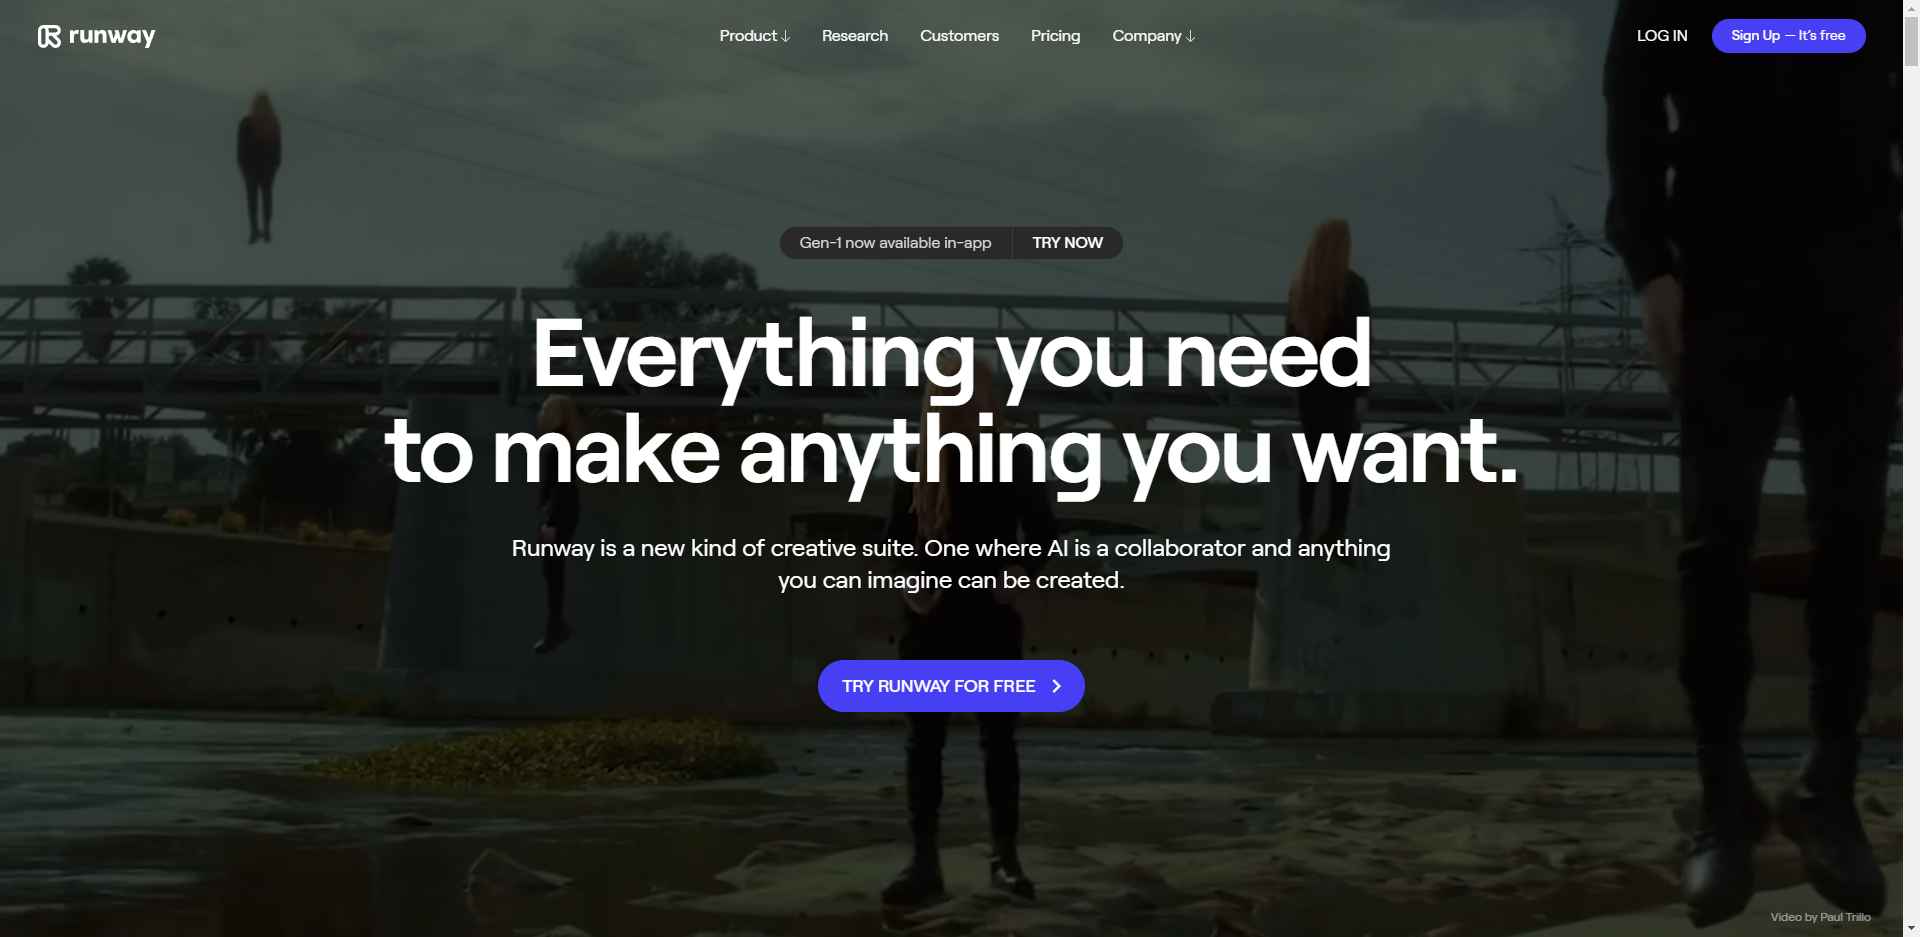 runway
Product ↓
Research
Customers
Pricing
Company ↓
LOG IN
Sign Up — It's free
Gen-1 now available in-app
TRY NOW
Everything you need
to make anything you want.
Runway is a new kind of creative suite. One where AI is a collaborator and anything
you can imagine can be created.
TRY RUNWAY FOR FREE
Video by Paul Trillo